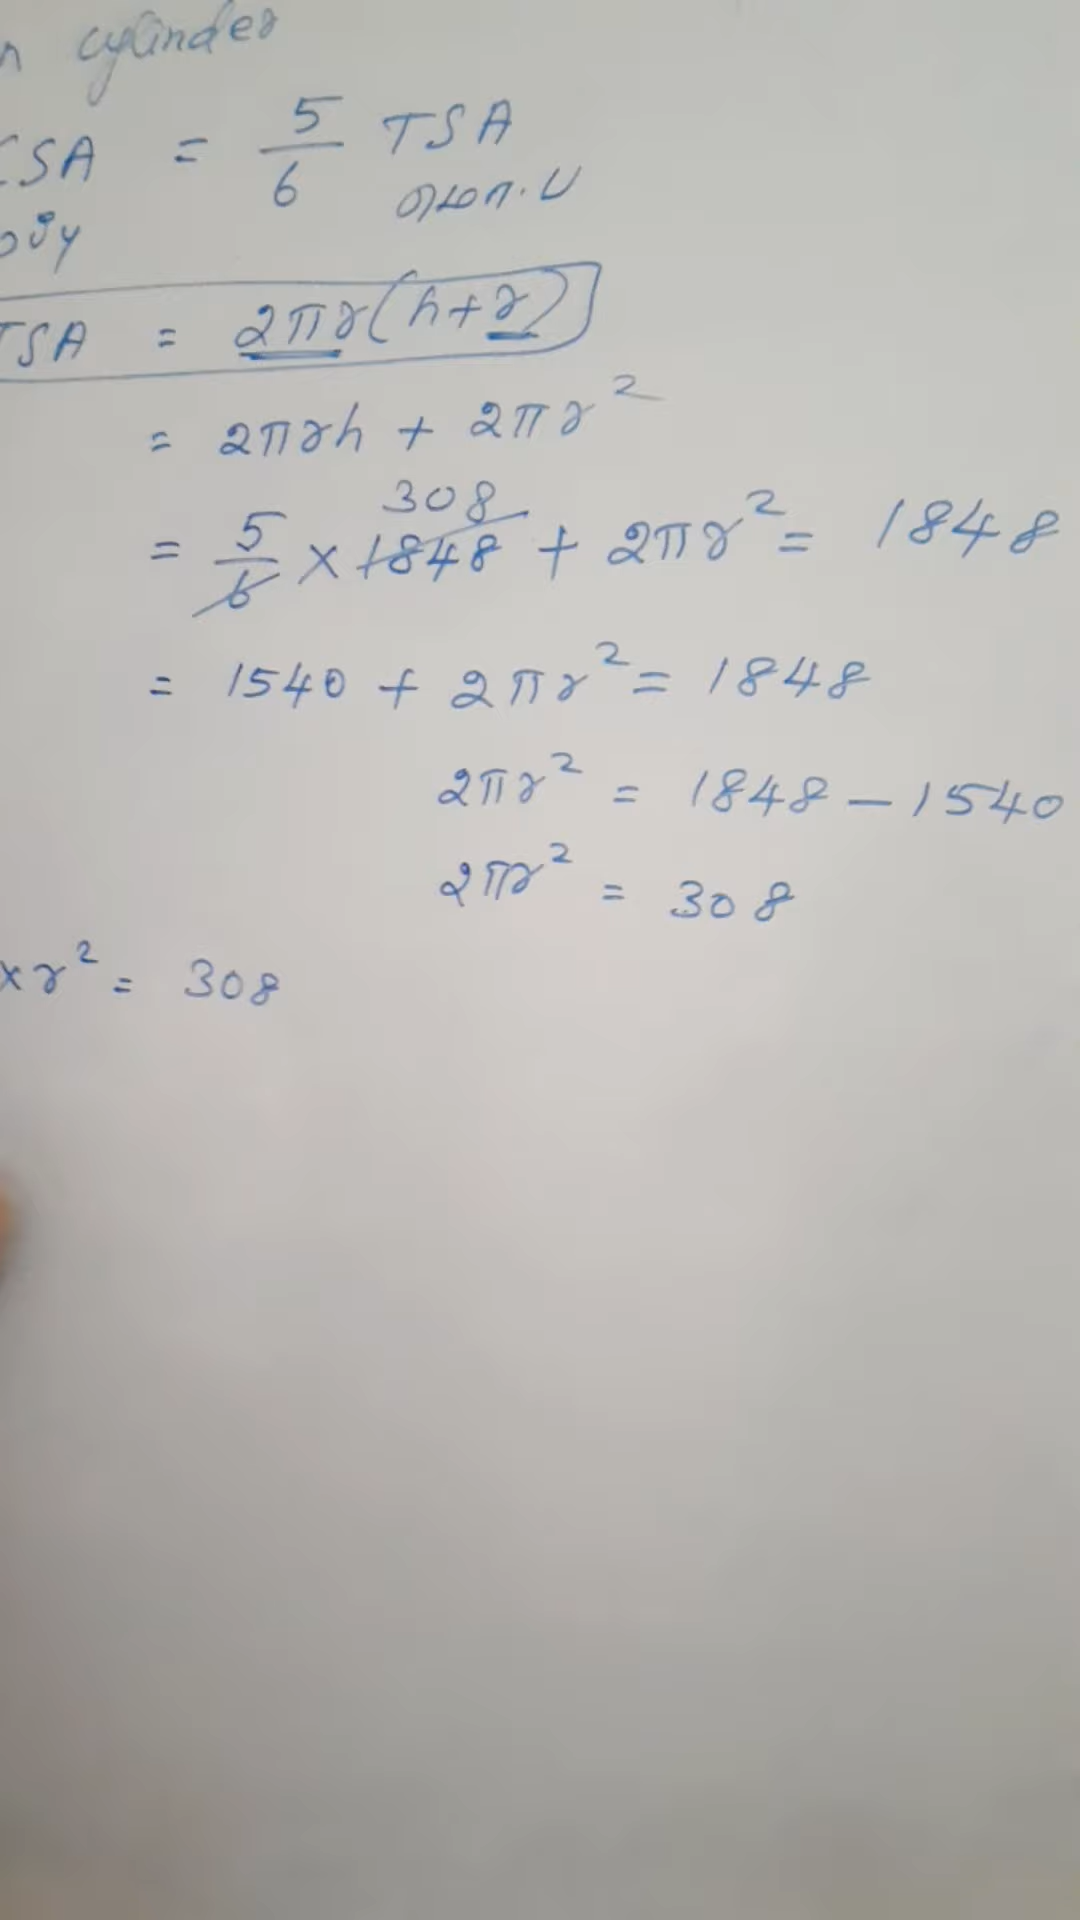 cylinder
CSA = 5/6 TSA
TSA = 2πr(h+r)
= 2πrh + 2πr²
308
= 5/6 × 1848 + 2πr² = 1848
= 1540 + 2πr² = 1848
2πr² = 1848 – 1540
2πr² = 308
×r² = 308